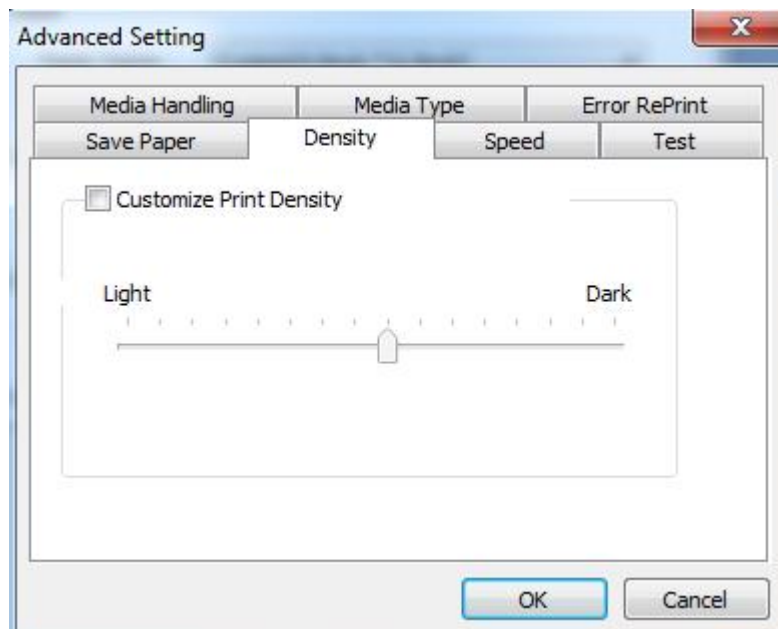 Advanced Setting
Media Handling Media Type Error RePrint
Save Paper Density Speed Test
Customize Print Density
Light Dark
OK Cancel